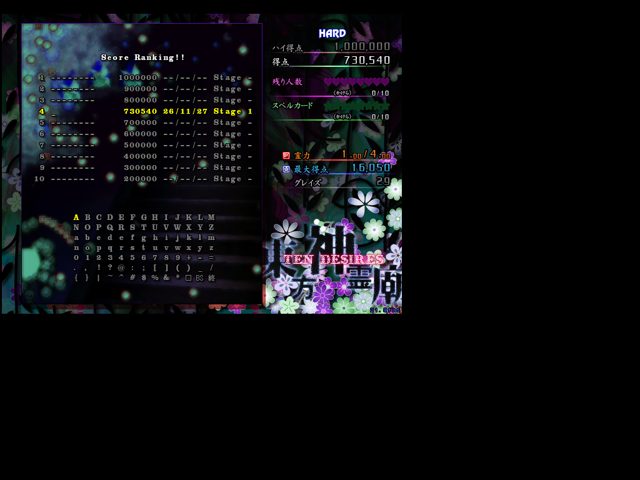 Score Ranking!!
1 -------- 1000000 --/--/-- Stage -
2 -------- 900000 --/--/-- Stage -
3 -------- 800000 --/--/-- Stage -
4 _ 730540 26/11/27 Stage 1
5 -------- 700000 --/--/-- Stage -
6 -------- 600000 --/--/-- Stage -
7 -------- 500000 --/--/-- Stage -
8 -------- 400000 --/--/-- Stage -
9 -------- 300000 --/--/-- Stage -
10 -------- 200000 --/--/-- Stage -
A B C D E F G H I J K L M
N O P Q R S T U V W X Y Z
a b c d e f g h i j k l m
n o p q r s t u v w x y z
0 1 2 3 4 5 6 7 8 9 + - =
. , ! ? @ : ; [ ] ( ) _ /
{ } | ~ ^ # $ % & * 終
HARD
ハイ得点 1,000,000
得点 730,540
残り人数
0/10
スペルカード
0/10
霊力 1.00/4.00
最大得点 16,050
グレイズ 29
東方神霊廟
TEN DESIRES